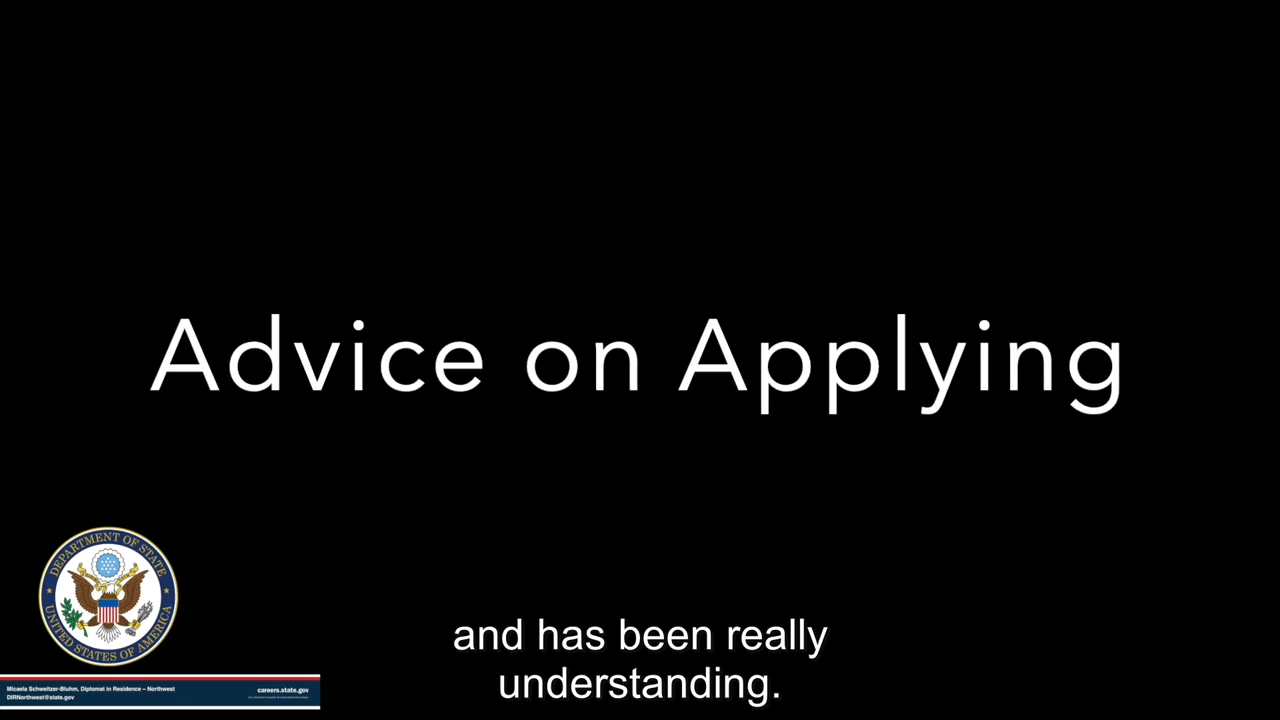 Advice on Applying
DEPARTMENT OF STATE
UNITED STATES OF AMERICA
and has been really
understanding.
Micaela Schweitzer-Bluhm, Diplomat in Residence – Northwest
DIRNorthwest@state.gov
careers.state.gov